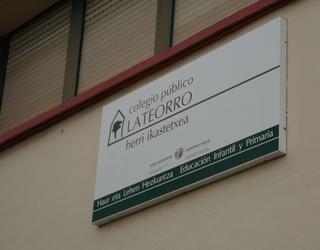 colegio público
LATEORRO
herri ikastetxea
Haur eta Lehen Hezkuntza Educación Infantil y Primaria